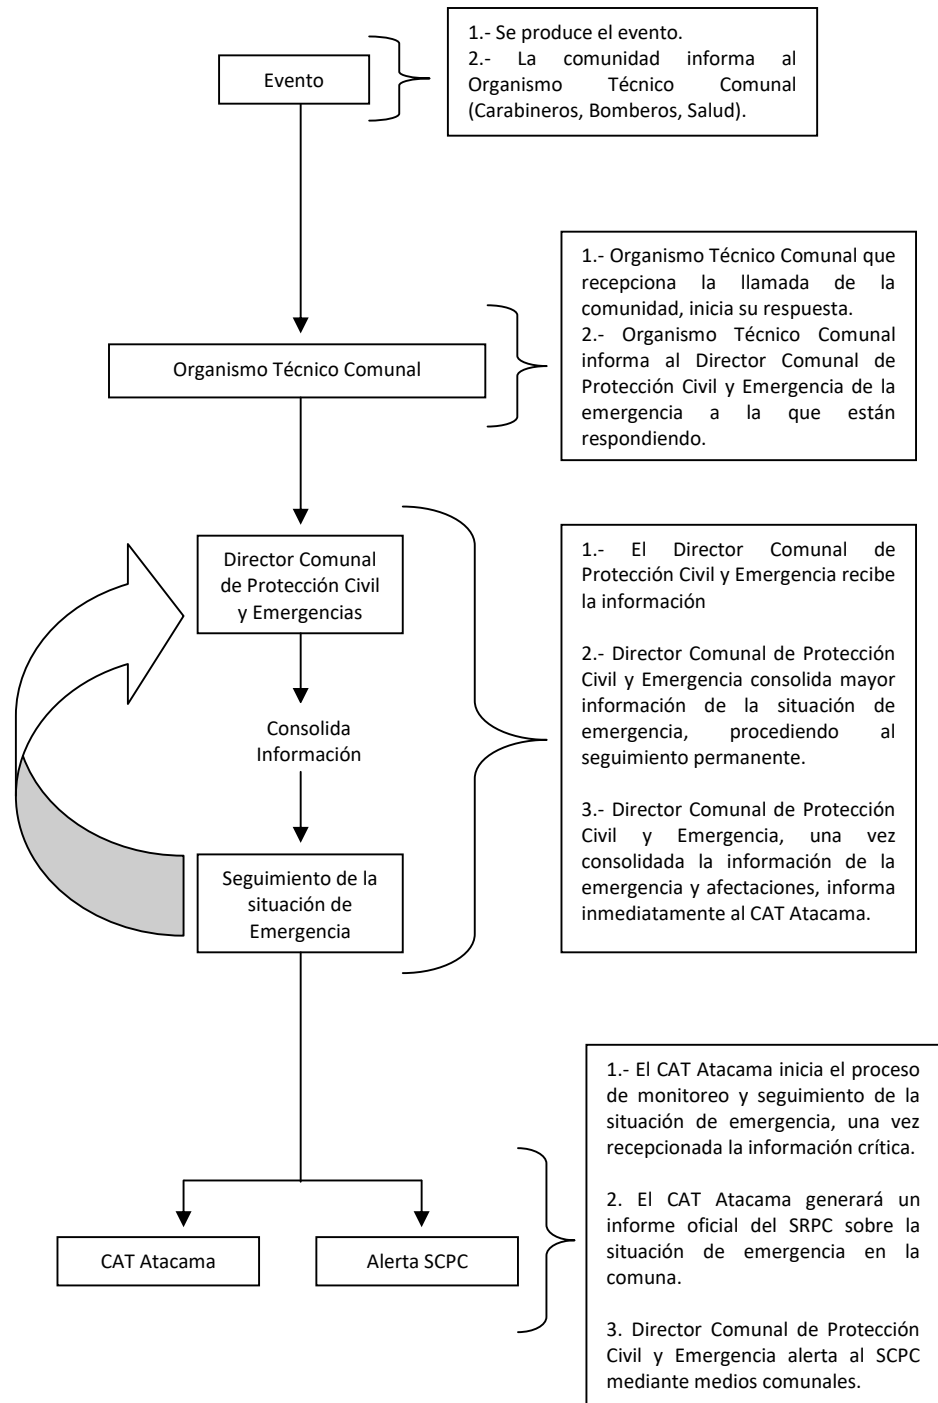 Evento
1.- Se produce el evento.
2.- La comunidad informa al
Organismo Técnico Comunal
(Carabineros, Bomberos, Salud).
Organismo Técnico Comunal
1.- Organismo Técnico Comunal que
recepciona la llamada de la
comunidad, inicia su respuesta.
2.- Organismo Técnico Comunal
informa al Director Comunal de
Protección Civil y Emergencia de la
emergencia a la que están
respondiendo.
Director Comunal
de Protección Civil
y Emergencias
Consolida
Información
Seguimiento de la
situación de
Emergencia
1.- El Director Comunal de
Protección Civil y Emergencia recibe
la información
2.- Director Comunal de Protección
Civil y Emergencia consolida mayor
información de la situación de
emergencia, procediendo al
seguimiento permanente.
3.- Director Comunal de Protección
Civil y Emergencia, una vez
consolidada la información de la
emergencia y afectaciones, informa
inmediatamente al CAT Atacama.
CAT Atacama
Alerta SCPC
1.- El CAT Atacama inicia el proceso
de monitoreo y seguimiento de la
situación de emergencia, una vez
recepcionada la información crítica.
2. El CAT Atacama generará un
informe oficial del SRPC sobre la
situación de emergencia en la
comuna.
3. Director Comunal de Protección
Civil y Emergencia alerta al SCPC
mediante medios comunales.